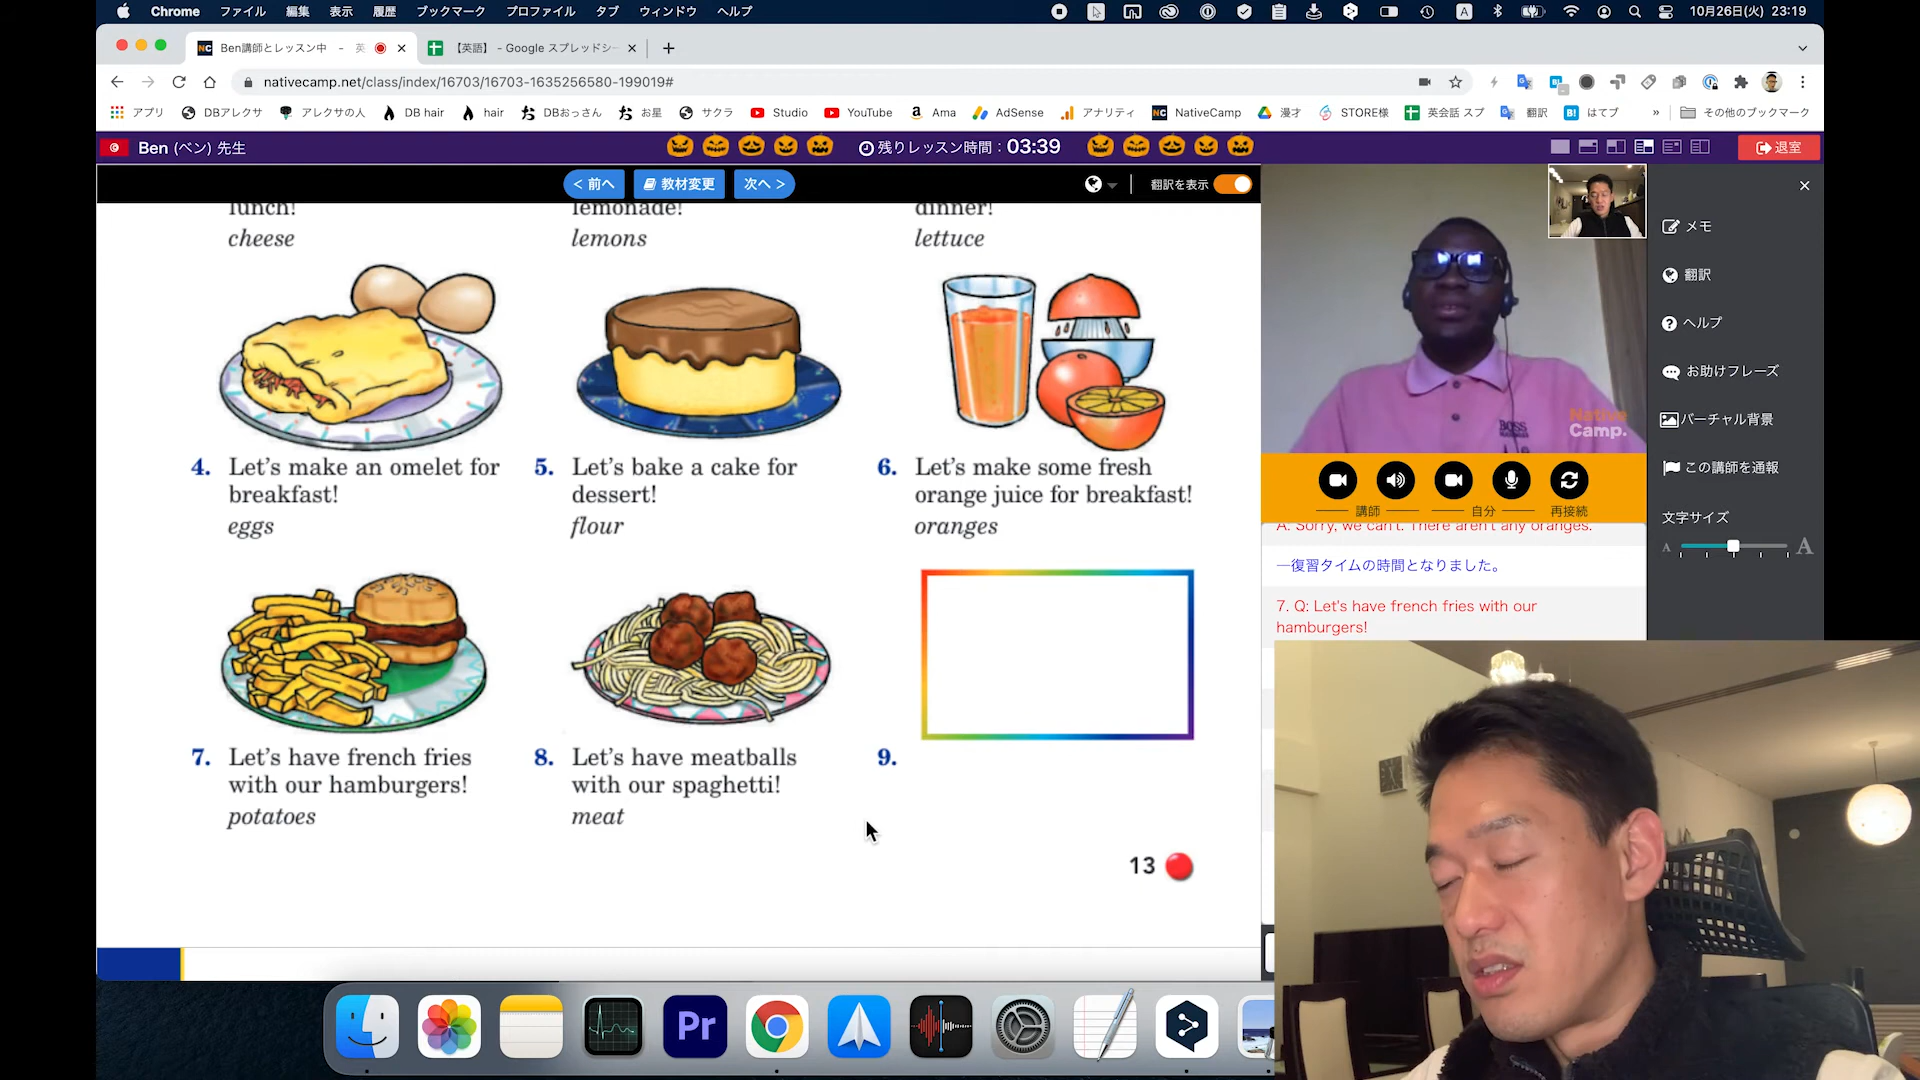 Chrome ファイル 編集 表示 履歴 ブックマーク プロファイル タブ ウィンドウ ヘルプ
A
10月26日(火) 23:19
NC Ben講師とレッスン中 - 英
【英語】 - Google スプレッドシー
nativecamp.net/class/index/16703/16703-1635256580-199019#
アプリ
DBアレクサ
アレクサの人
DB hair
hair
DBおっさん
お星
サクラ
Studio
YouTube
Ama
AdSense
アナリティ
NC NativeCamp
漫才
STORE様
英会話 スプ
翻訳
B! はてブ
»
その他のブックマーク
Ben (ベン) 先生
残りレッスン時間：03:39
退室
< 前へ
教材変更
次へ >
翻訳を表示
lunch!
cheese
lemonade!
lemons
dinner!
lettuce
4. Let's make an omelet for
breakfast!
eggs
5. Let's bake a cake for
dessert!
flour
6. Let's make some fresh
orange juice for breakfast!
oranges
7. Let's have french fries
with our hamburgers!
potatoes
8. Let's have meatballs
with our spaghetti!
meat
9.
13
BOSS
Native
Camp.
講師
自分
再接続
A: Sorry, we can't. There aren't any oranges.
―復習タイムの時間となりました。
7. Q: Let's have french fries with our
hamburgers!
メモ
翻訳
ヘルプ
お助けフレーズ
バーチャル背景
この講師を通報
文字サイズ
A A
Pr